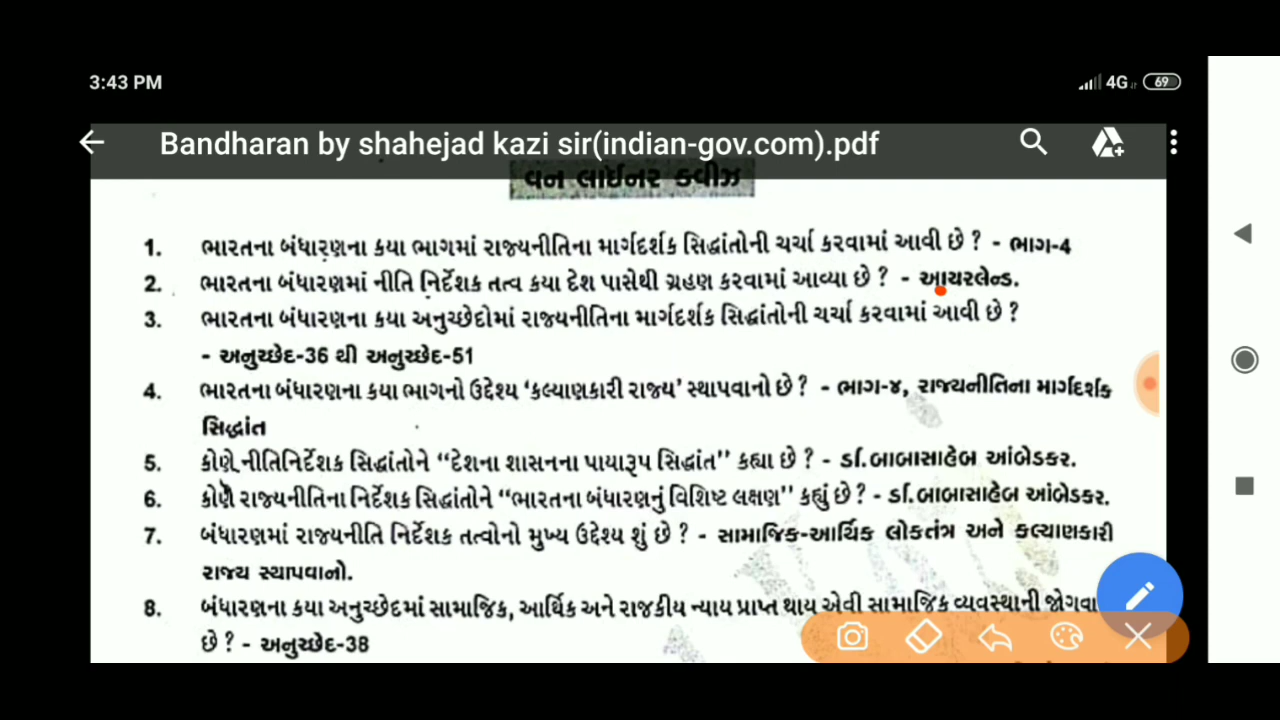 3:43 PM
4G 69
Bandharan by shahejad kazi sir(indian-gov.com).pdf
વન લાઈનર ક્વીઝ
1. ભારતના બંધારણના કયા ભાગમાં રાજ્યનીતિના માર્ગદર્શક સિદ્ધાંતોની ચર્ચા કરવામાં આવી છે ? - ભાગ-4
2. ભારતના બંધારણમાં નીતિ નિર્દેશક તત્વ કયા દેશ પાસેથી ગ્રહણ કરવામાં આવ્યા છે ? - આયરલેન્ડ.
3. ભારતના બંધારણના કયા અનુચ્છેદોમાં રાજ્યનીતિના માર્ગદર્શક સિદ્ધાંતોની ચર્ચા કરવામાં આવી છે ?
- અનુચ્છેદ-36 થી અનુચ્છેદ-51
4. ભારતના બંધારણના કયા ભાગનો ઉદ્દેશ્ય ‘કલ્યાણકારી રાજ્ય’ સ્થાપવાનો છે ? - ભાગ-૪, રાજ્યનીતિના માર્ગદર્શક
સિદ્ધાંત
5. કોણે નીતિનિર્દેશક સિદ્ધાંતોને “દેશના શાસનના પાયારૂપ સિદ્ધાંત” કહ્યા છે ? - ર્ડા.બાબાસાહેબ આંબેડકર.
6. કોણે રાજ્યનીતિના નિર્દેશક સિદ્ધાંતોને “ભારતના બંધારણનું વિશિષ્ટ લક્ષણ” કહ્યું છે ? - ર્ડા.બાબાસાહેબ આંબેડકર.
7. બંધારણમાં રાજ્યનીતિ નિર્દેશક તત્વોનો મુખ્ય ઉદ્દેશ્ય શું છે ? - સામાજિક-આર્થિક લોકતંત્ર અને કલ્યાણકારી
રાજ્ય સ્થાપવાનો.
8. બંધારણના કયા અનુચ્છેદમાં સામાજિક, આર્થિક અને રાજકીય ન્યાય પ્રાપ્ત થાય એવી સામાજિક વ્યવસ્થાની જોગવા
છે ? - અનુચ્છેદ-38